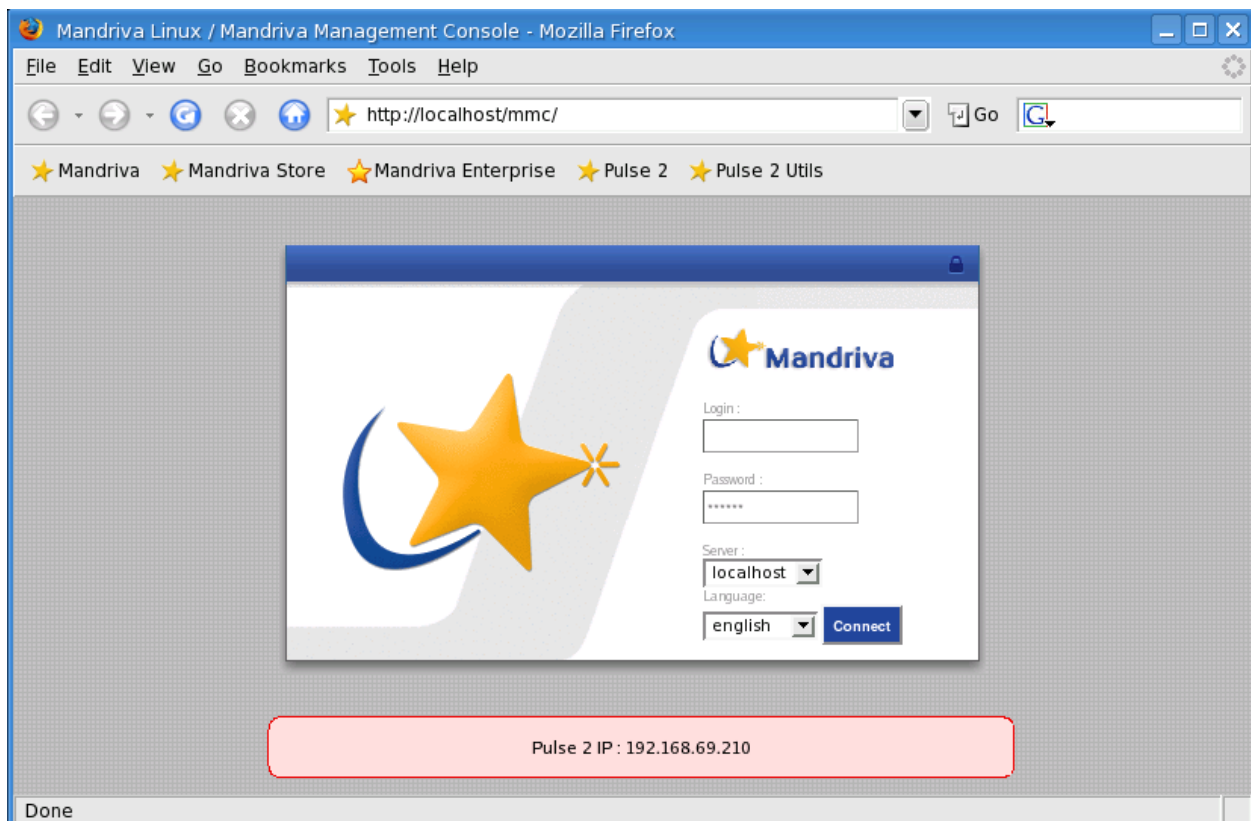 Mandriva Linux / Mandriva Management Console - Mozilla Firefox
File Edit View Go Bookmarks Tools Help
http://localhost/mmc/ Go G
Mandriva Mandriva Store Mandriva Enterprise Pulse 2 Pulse 2 Utils
Mandriva
Login :
Password :
Server :
localhost
Language:
english Connect
Pulse 2 IP : 192.168.69.210
Done